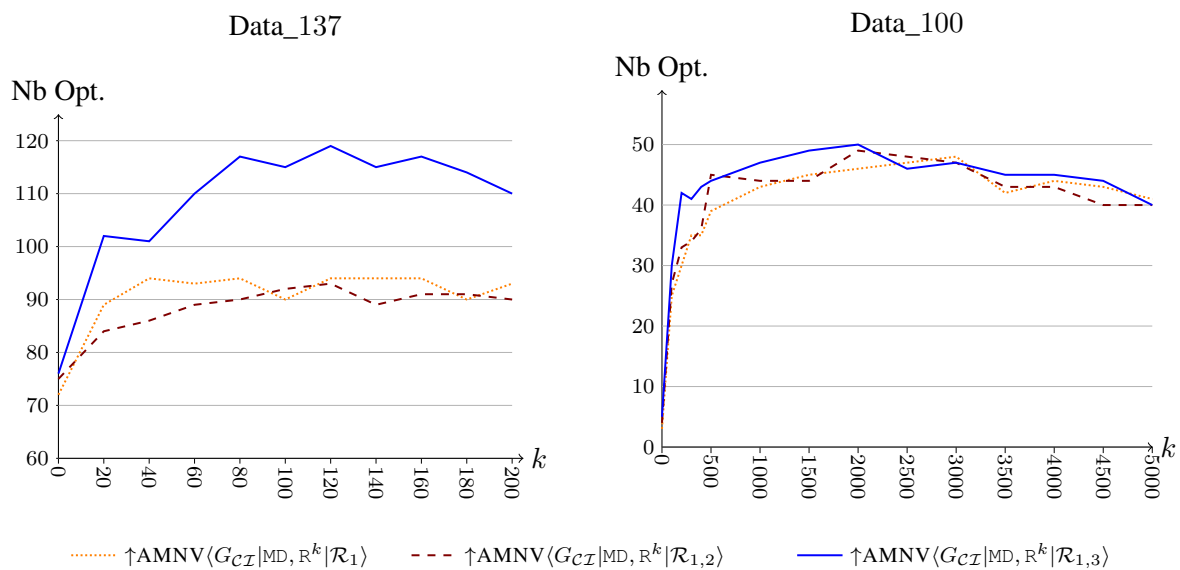 Data_137
Nb Opt.
120
110
100
90
80
70
60
0 20 40 60 80 100 120 140 160 180 200
k
Data_100
Nb Opt.
50
40
30
20
10
0
0 500 1000 1500 2000 2500 3000 3500 4000 4500 5000
k
↑AMNV⟨G_{𝒞ℐ}|MD, R^k|ℛ_1⟩ ↑AMNV⟨G_{𝒞ℐ}|MD, R^k|ℛ_{1,2}⟩ ↑AMNV⟨G_{𝒞ℐ}|MD, R^k|ℛ_{1,3}⟩